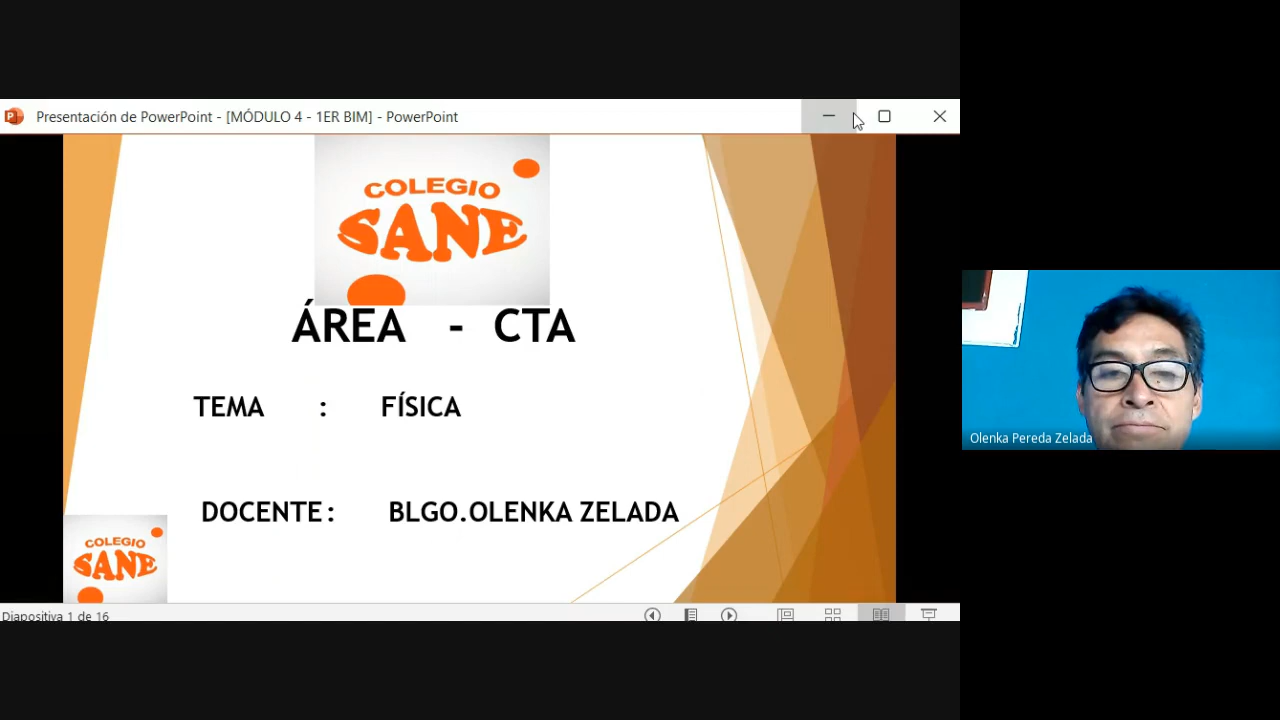 Presentación de PowerPoint - [MÓDULO 4 - 1ER BIM] - PowerPoint
COLEGIO
SANE
ÁREA - CTA
TEMA : FÍSICA
DOCENTE: BLGO.OLENKA ZELADA
COLEGIO
SANE
Diapositiva 1 de 16
Olenka Pereda Zelada